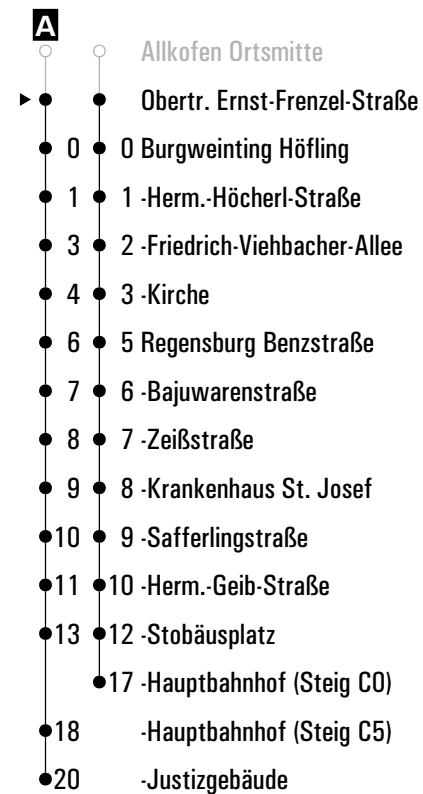 A
Allkofen Ortsmitte
Obertr. Ernst-Frenzel-Straße
0 0 Burgweinting Höfling
1 1 -Herm.-Höcherl-Straße
3 2 -Friedrich-Viehbacher-Allee
4 3 -Kirche
6 5 Regensburg Benzstraße
7 6 -Bajuwarenstraße
8 7 -Zeißstraße
9 8 -Krankenhaus St. Josef
10 9 -Safferlingstraße
11 10 -Herm.-Geib-Straße
13 12 -Stobäusplatz
17 -Hauptbahnhof (Steig C0)
18 -Hauptbahnhof (Steig C5)
20 -Justizgebäude